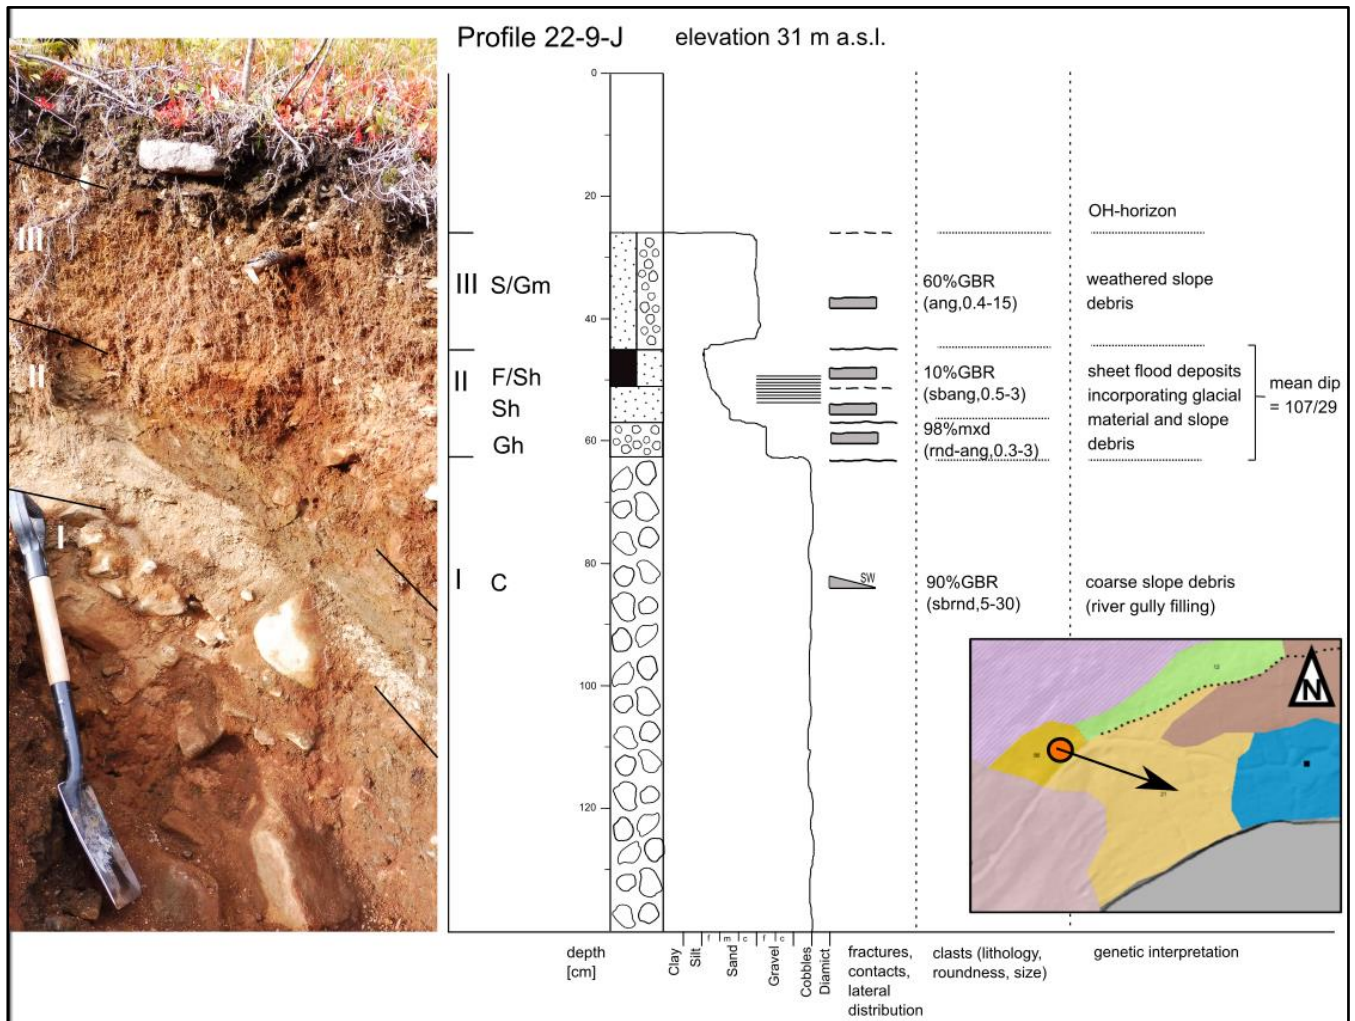 Profile 22-9-J elevation 31 m a.s.l.
0
20
OH-horizon
III
III S/Gm
60%GBR
(ang,0.4-15)
weathered slope
debris
40
II
II F/Sh
Sh
Gh
10%GBR
(sbang,0.5-3)
98%mxd
(rnd-ang,0.3-3)
sheet flood deposits
incorporating glacial
material and slope
debris
mean dip
= 107/29
60
I
I C
80
SW
90%GBR
(sbrnd,5-30)
coarse slope debris
(river gully filling)
N
100
120
depth
[cm]
Clay
Silt
f m c
Sand
f c
Gravel
Cobbles
Diamict
fractures,
contacts,
lateral
distribution
clasts (lithology,
roundness, size)
genetic interpretation